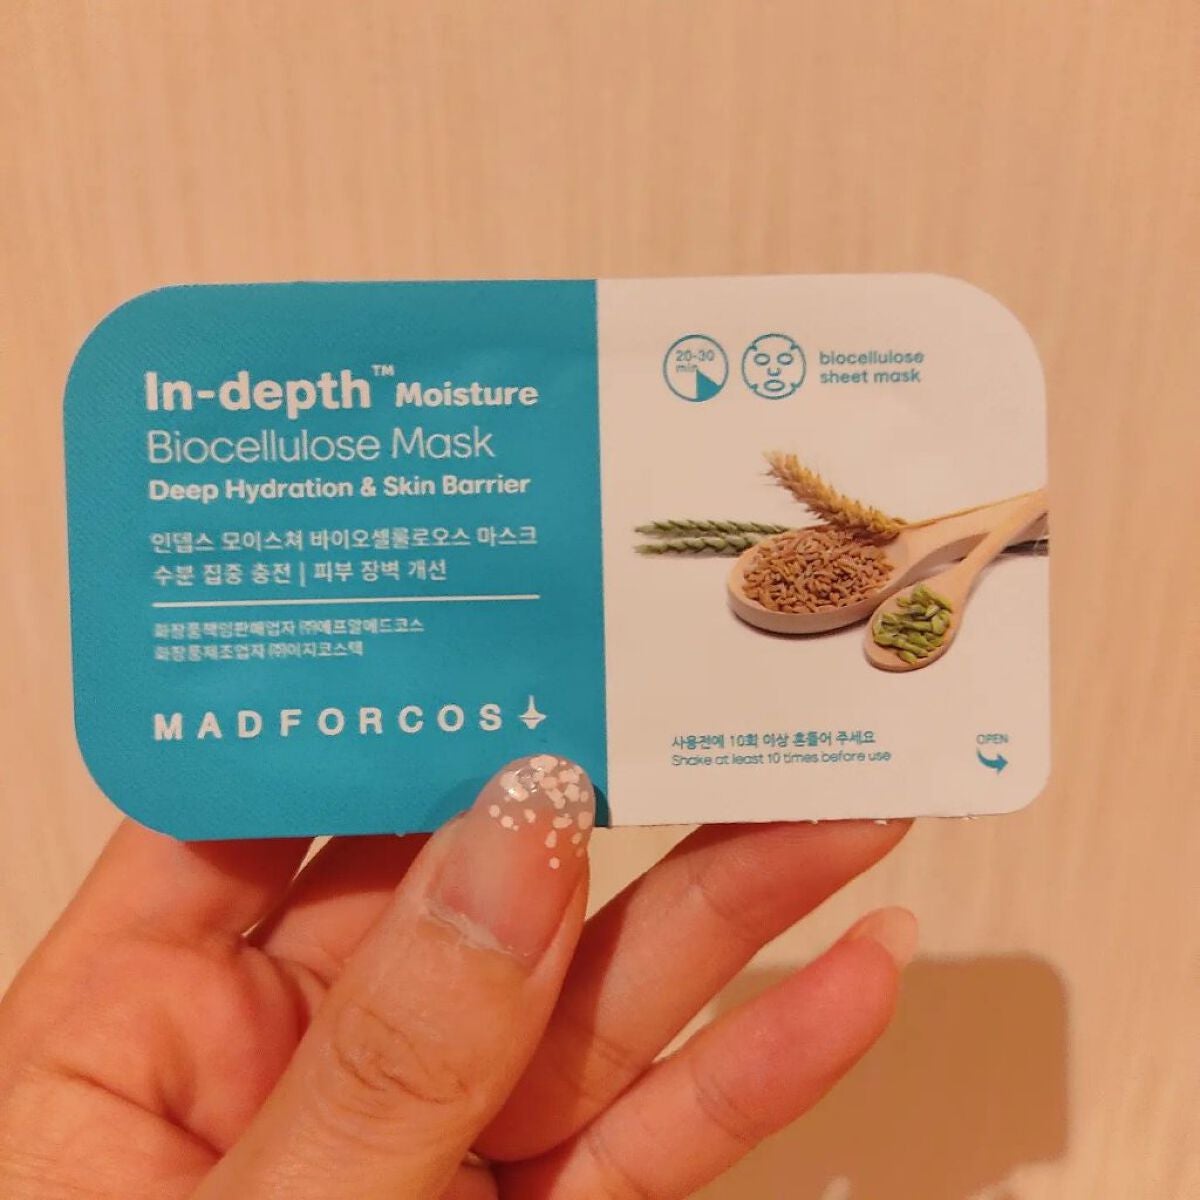 In-depth™ Moisture
Biocellulose Mask
Deep Hydration & Skin Barrier
인뎁스 모이스쳐 바이오셀룰로오스 마스크
수분 집중 충전 | 피부 장벽 개선
화장품책임판매업자 ㈜에프알메드코스
화장품제조업자 ㈜이지코스텍
MADFORCOS
20-30
min
biocellulose
sheet mask
사용전에 10회 이상 흔들어 주세요
Shake at least 10 times before use
OPEN